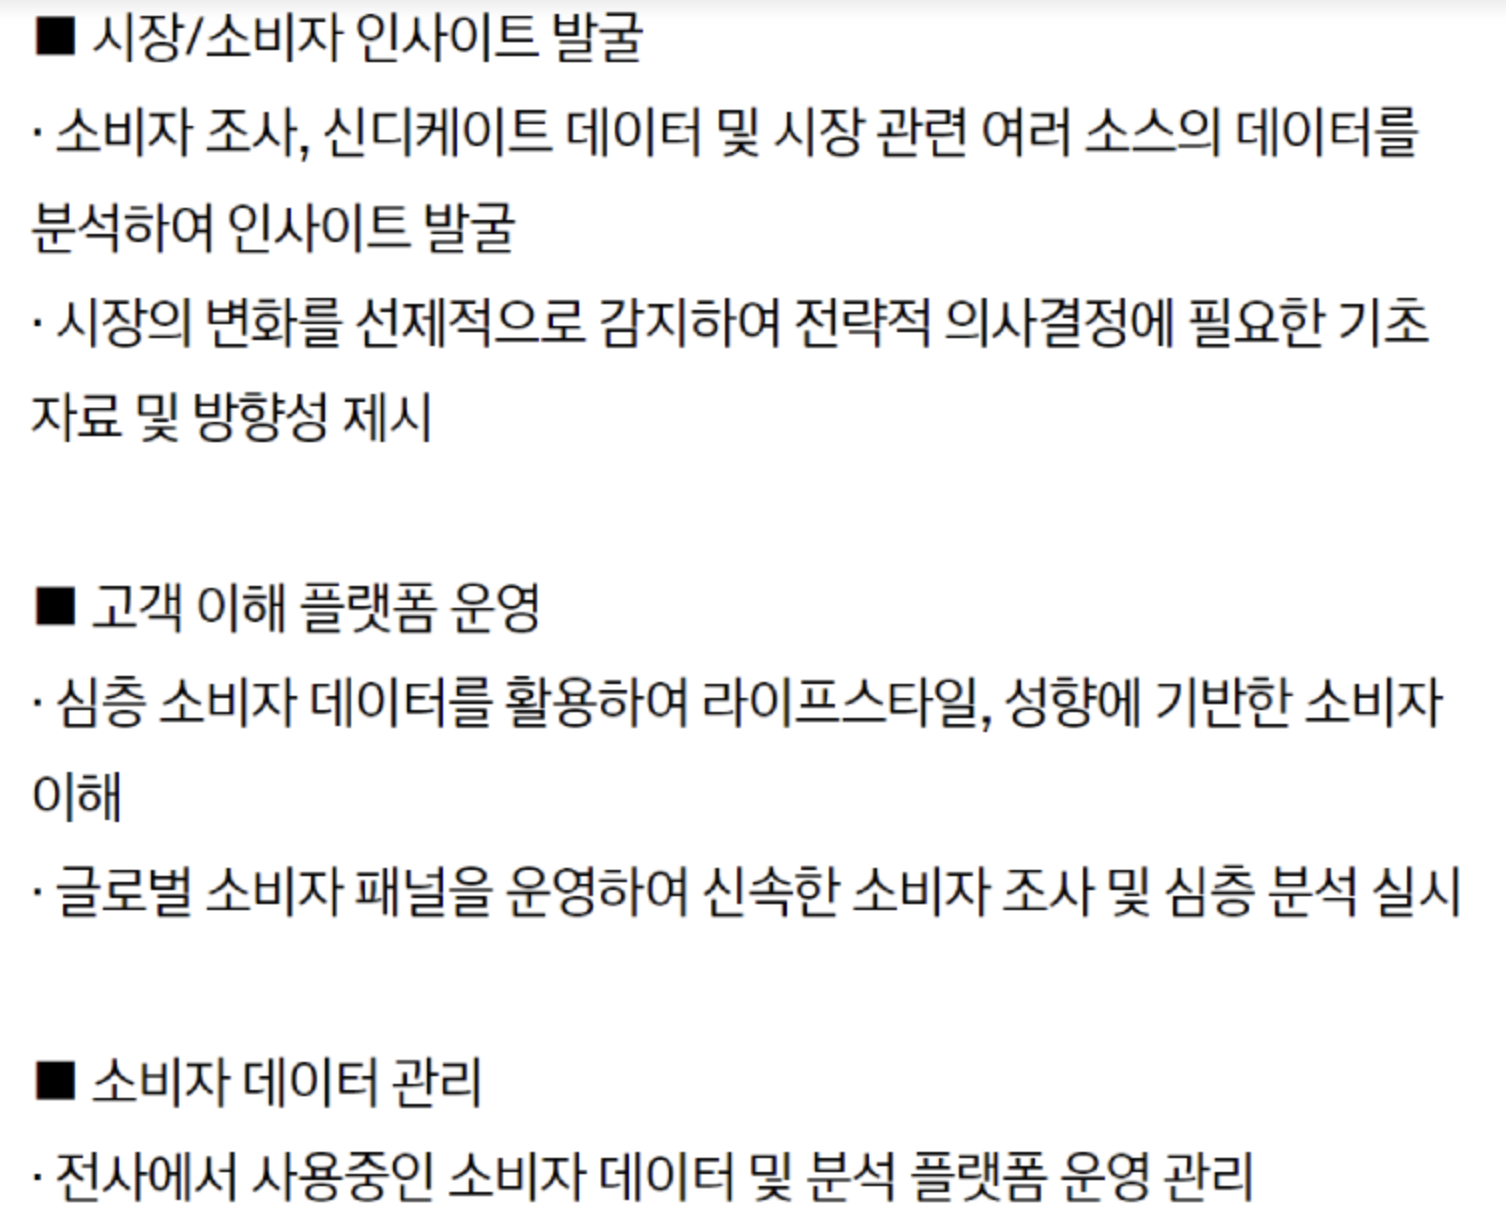 ■ 시장/소비자 인사이트 발굴
· 소비자 조사, 신디케이트 데이터 및 시장 관련 여러 소스의 데이터를
분석하여 인사이트 발굴
· 시장의 변화를 선제적으로 감지하여 전략적 의사결정에 필요한 기초
자료 및 방향성 제시
■ 고객 이해 플랫폼 운영
· 심층 소비자 데이터를 활용하여 라이프스타일, 성향에 기반한 소비자
이해
· 글로벌 소비자 패널을 운영하여 신속한 소비자 조사 및 심층 분석 실시
■ 소비자 데이터 관리
· 전사에서 사용중인 소비자 데이터 및 분석 플랫폼 운영 관리